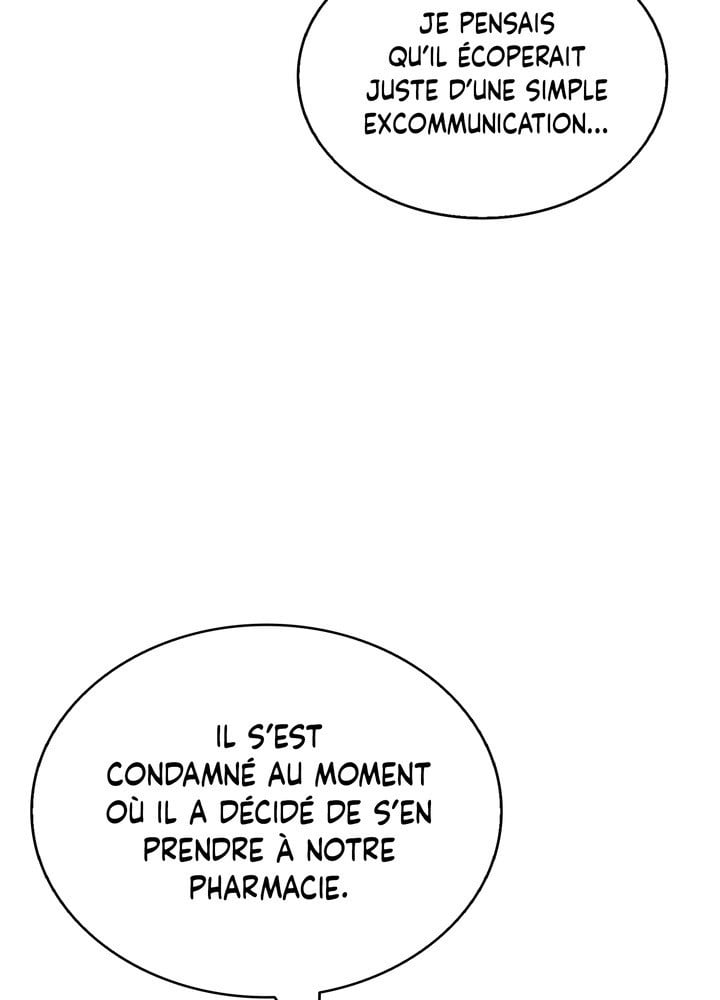 JE PENSAIS
QU'IL ÉCOPERAIT
JUSTE D'UNE SIMPLE
EXCOMMUNICATION...
IL S'EST
CONDAMNÉ AU MOMENT
OÙ IL A DÉCIDÉ DE S'EN
PRENDRE À NOTRE
PHARMACIE.